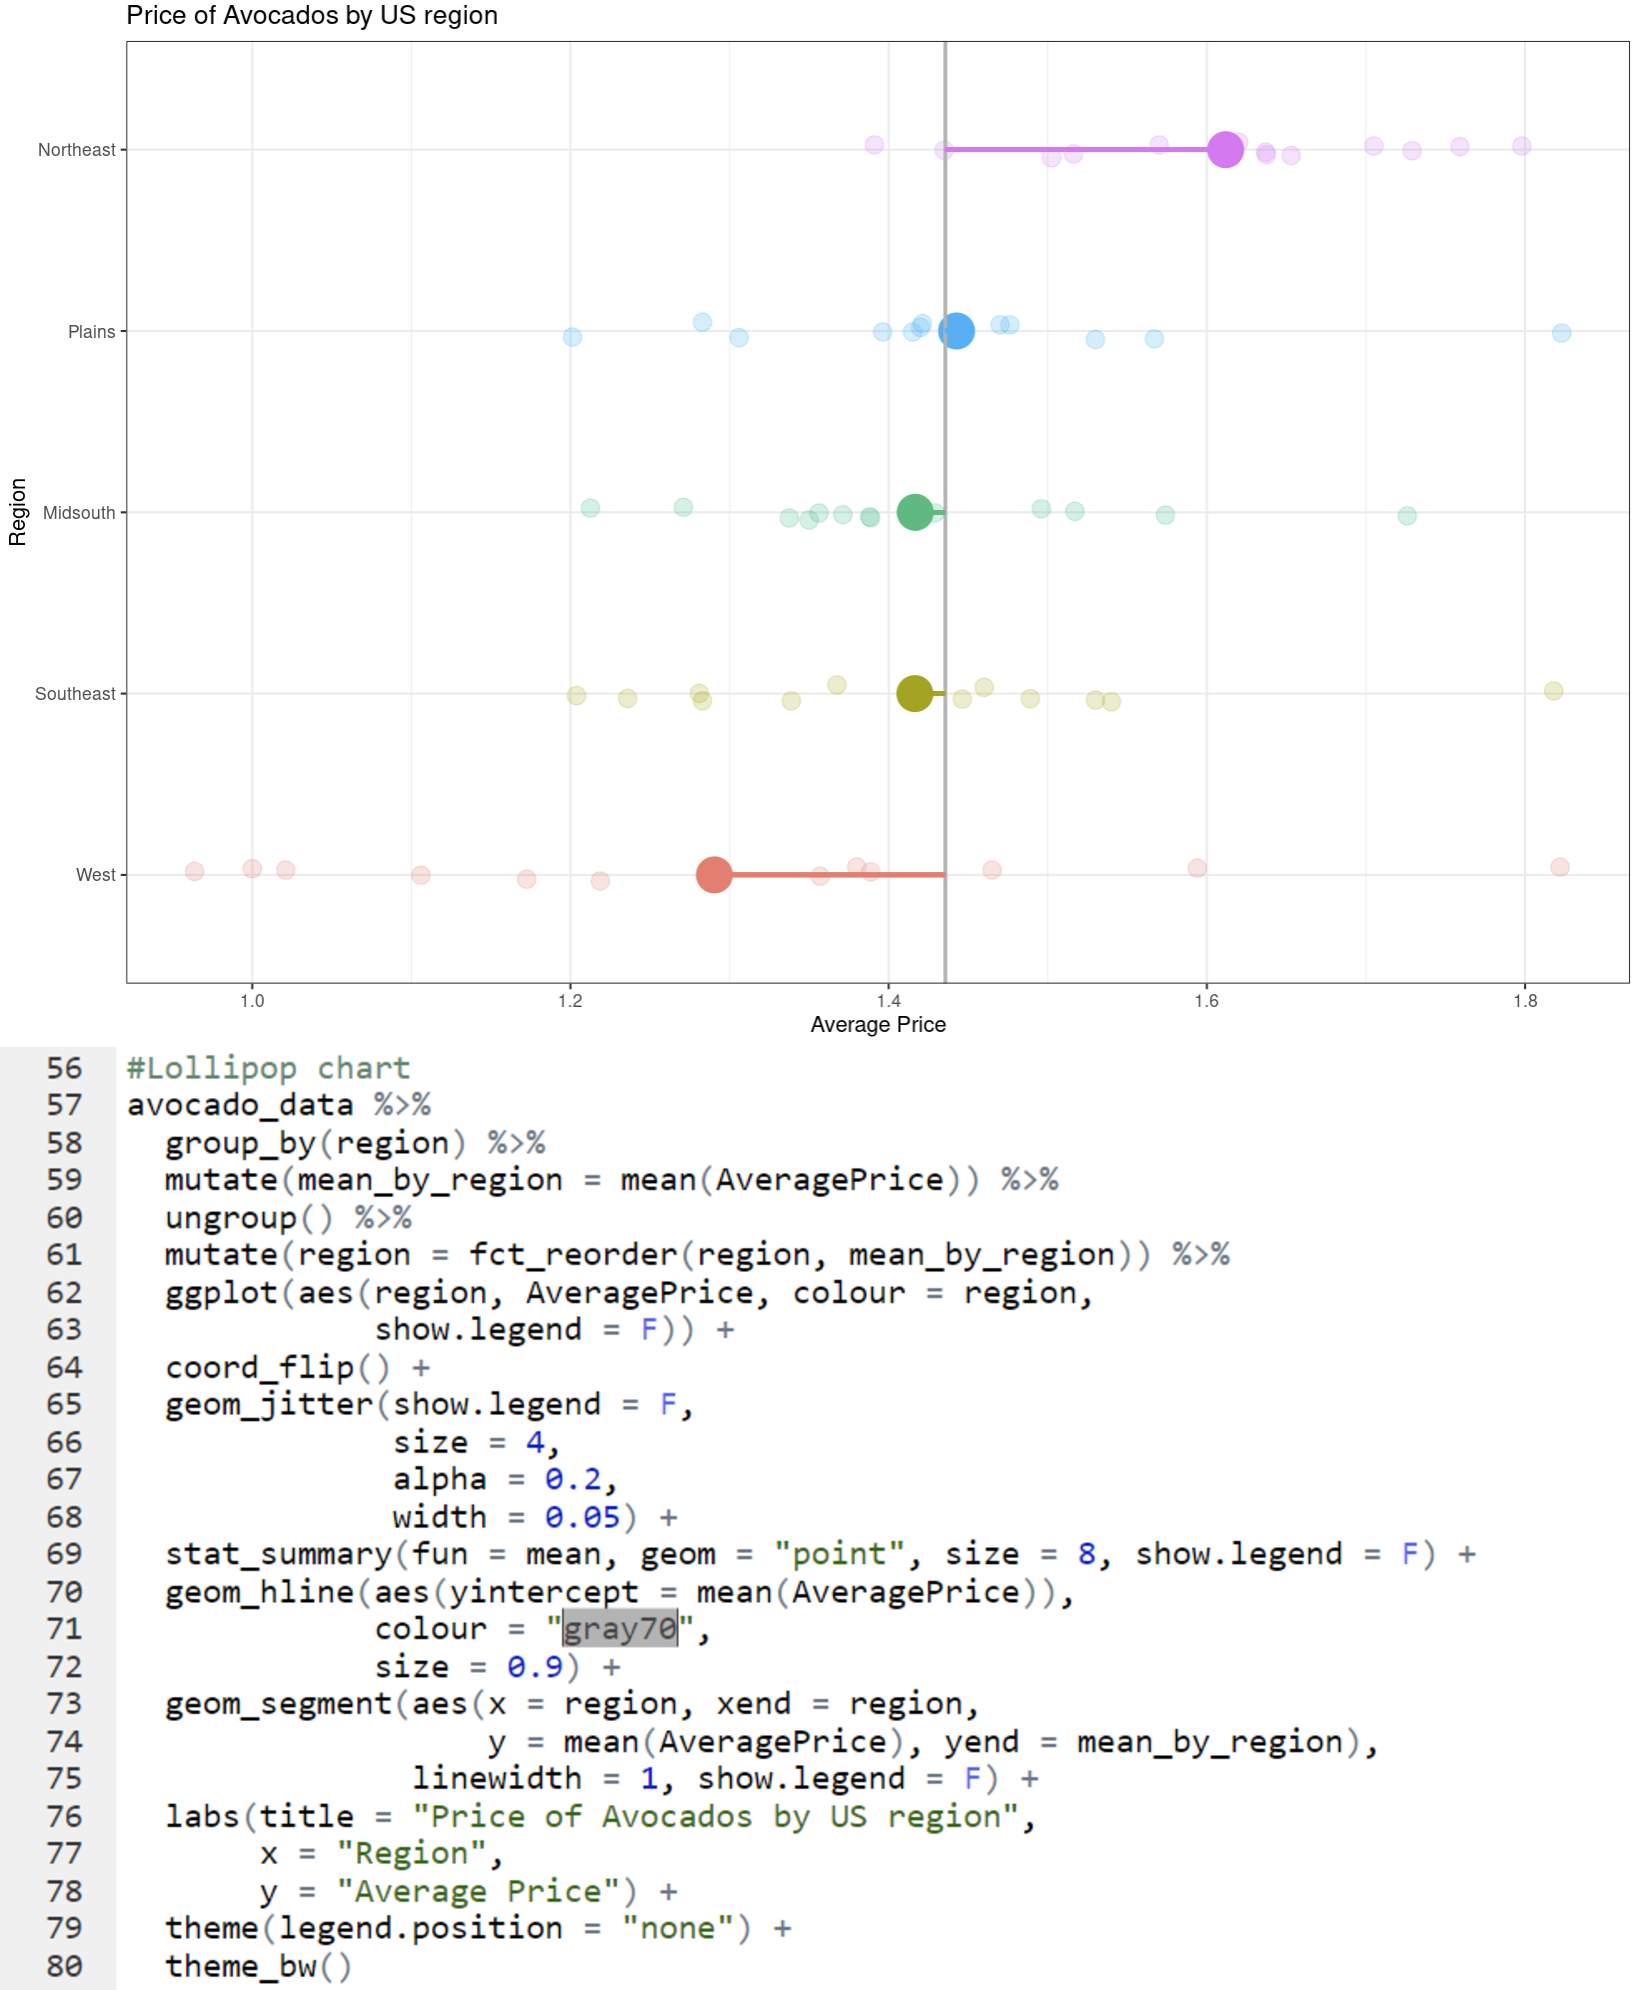 Price of Avocados by US region
Northeast
Plains
Midsouth
Southeast
West
Region
1.0 1.2 1.4 1.6 1.8
Average Price
56 #Lollipop chart
57 avocado_data %>%
58   group_by(region) %>%
59   mutate(mean_by_region = mean(AveragePrice)) %>%
60   ungroup() %>%
61   mutate(region = fct_reorder(region, mean_by_region)) %>%
62   ggplot(aes(region, AveragePrice, colour = region,
63              show.legend = F)) +
64   coord_flip() +
65   geom_jitter(show.legend = F,
66               size = 4,
67               alpha = 0.2,
68               width = 0.05) +
69   stat_summary(fun = mean, geom = "point", size = 8, show.legend = F) +
70   geom_hline(aes(yintercept = mean(AveragePrice)),
71              colour = "gray70",
72              size = 0.9) +
73   geom_segment(aes(x = region, xend = region,
74                    y = mean(AveragePrice), yend = mean_by_region),
75                linewidth = 1, show.legend = F) +
76   labs(title = "Price of Avocados by US region",
77        x = "Region",
78        y = "Average Price") +
79   theme(legend.position = "none") +
80   theme_bw()